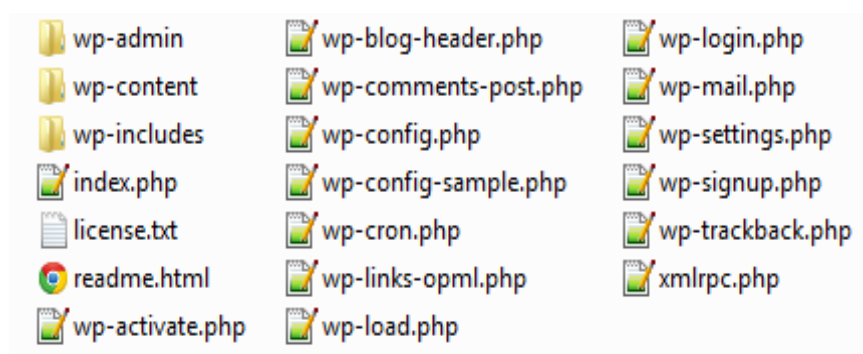 wp-admin
wp-content
wp-includes
index.php
license.txt
readme.html
wp-activate.php
wp-blog-header.php
wp-comments-post.php
wp-config.php
wp-config-sample.php
wp-cron.php
wp-links-opml.php
wp-load.php
wp-login.php
wp-mail.php
wp-settings.php
wp-signup.php
wp-trackback.php
xmlrpc.php